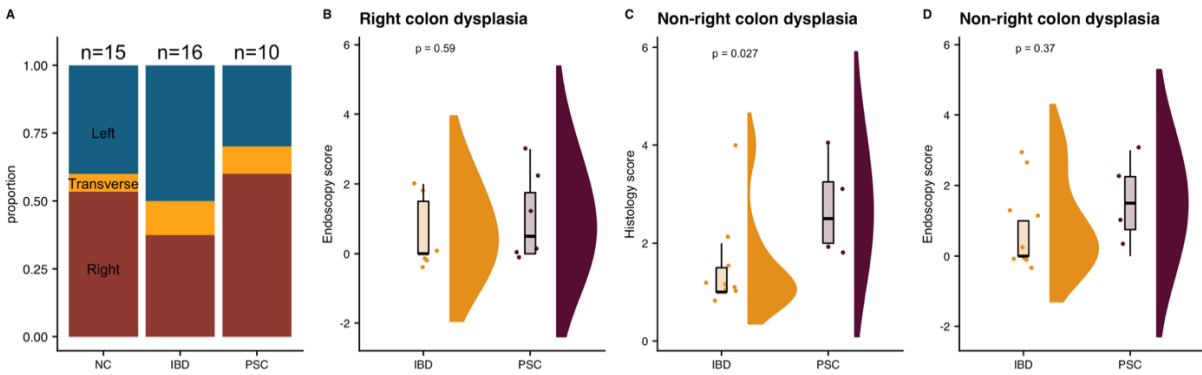 A
n=15 n=16 n=10
proportion
1.00
0.75
0.50
0.25
0.00
Left
Transverse
Right
NC IBD PSC
B Right colon dysplasia
p = 0.59
Endoscopy score
6
4
2
0
-2
IBD PSC
C Non-right colon dysplasia
p = 0.027
Histology score
6
4
2
0
IBD PSC
D Non-right colon dysplasia
p = 0.37
Endoscopy score
6
4
2
0
-2
IBD PSC